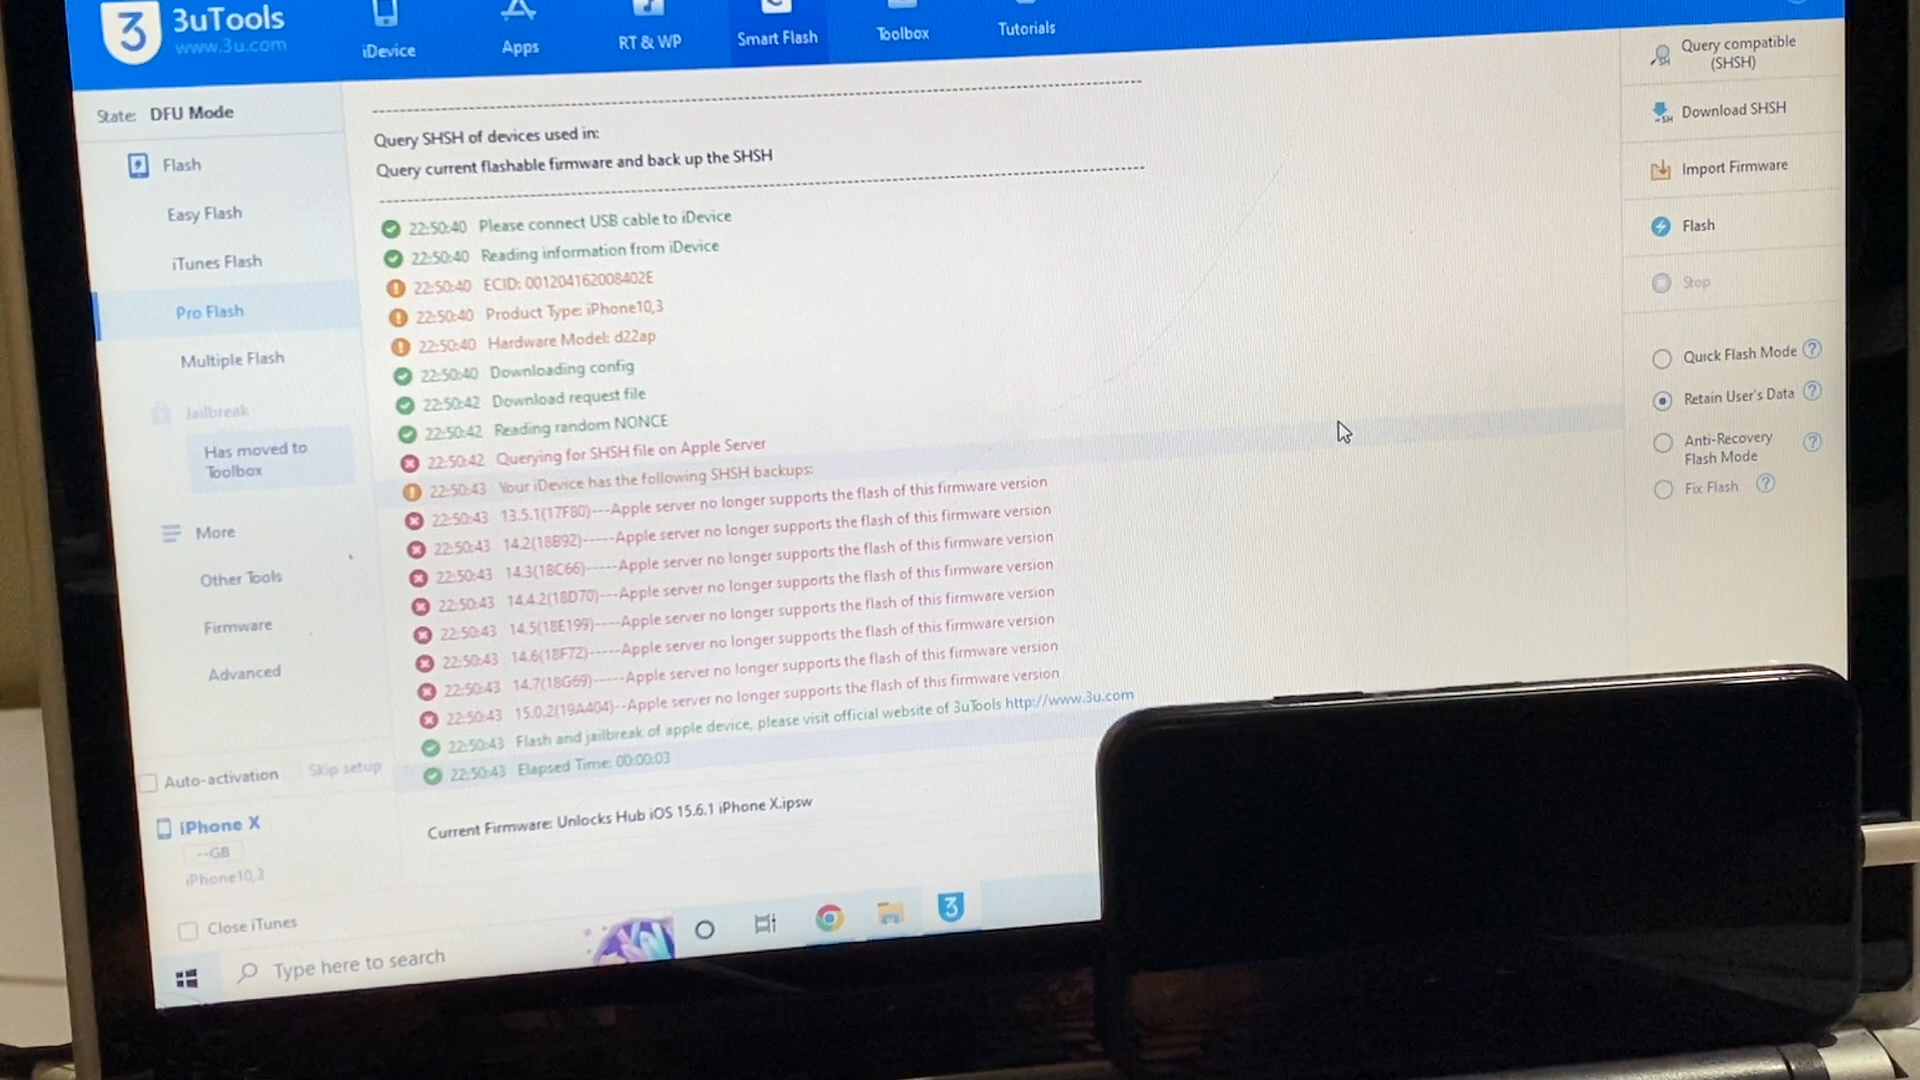 3uTools
www.3u.com
iDevice
Apps
RT & WP
Smart Flash
Toolbox
Tutorials
State: DFU Mode
Flash
Easy Flash
iTunes Flash
Pro Flash
Multiple Flash
Jailbreak
Has moved to
Toolbox
More
Other Tools
Firmware
Advanced
Auto-activation
Skip setup
iPhone X
--GB
iPhone10,3
Close iTunes
Query SHSH of devices used in:
Query current flashable firmware and back up the SHSH
22:50:40 Please connect USB cable to iDevice
22:50:40 Reading information from iDevice
22:50:40 ECID: 001204162008402E
22:50:40 Product Type: iPhone10,3
22:50:40 Hardware Model: d22ap
22:50:40 Downloading config
22:50:42 Download request file
22:50:42 Reading random NONCE
22:50:42 Querying for SHSH file on Apple Server
22:50:43 Your iDevice has the following SHSH backups:
22:50:43 13.5.1(17F80)---Apple server no longer supports the flash of this firmware version
22:50:43 14.2(18B92)-----Apple server no longer supports the flash of this firmware version
22:50:43 14.3(18C66)-----Apple server no longer supports the flash of this firmware version
22:50:43 14.4.2(18D70)---Apple server no longer supports the flash of this firmware version
22:50:43 14.5(18E199)----Apple server no longer supports the flash of this firmware version
22:50:43 14.6(18F72)-----Apple server no longer supports the flash of this firmware version
22:50:43 14.7(18G69)-----Apple server no longer supports the flash of this firmware version
22:50:43 15.0.2(19A404)--Apple server no longer supports the flash of this firmware version
22:50:43 Flash and jailbreak of apple device, please visit official website of 3uTools http://www.3u.com
22:50:43 Elapsed Time: 00:00:03
Current Firmware: Unlocks Hub iOS 15.6.1 iPhone X.ipsw
Query compatible
(SHSH)
Download SHSH
Import Firmware
Flash
Stop
Quick Flash Mode ?
Retain User's Data ?
Anti-Recovery
Flash Mode ?
Fix Flash ?
Type here to search